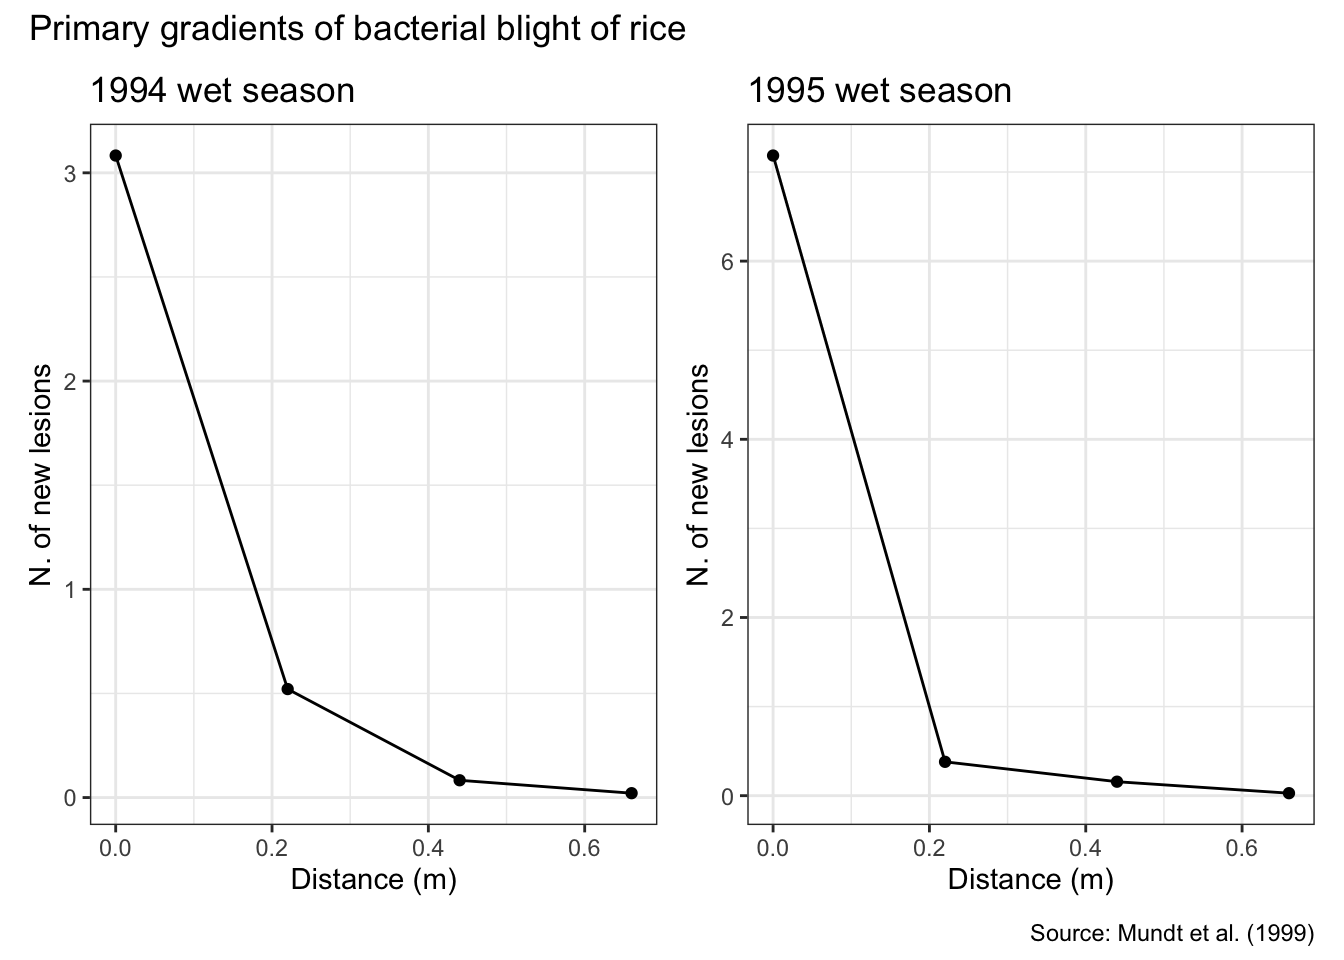 Primary gradients of bacterial blight of rice
1994 wet season
N. of new lesions
3
2
1
0
0.0 0.2 0.4 0.6
Distance (m)
1995 wet season
N. of new lesions
6
4
2
0
0.0 0.2 0.4 0.6
Distance (m)
Source: Mundt et al. (1999)